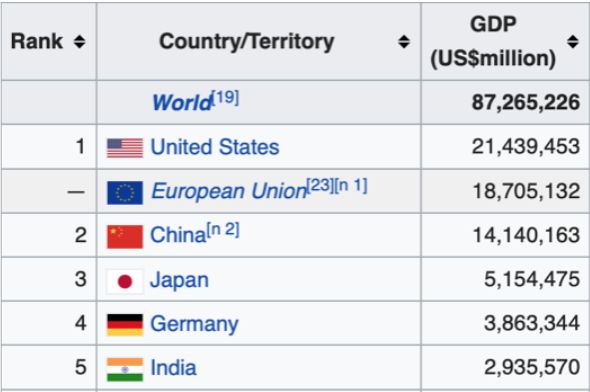 Rank Country/Territory GDP (US$million)
World[19] 87,265,226
1 United States 21,439,453
— European Union[23][n 1] 18,705,132
2 China[n 2] 14,140,163
3 Japan 5,154,475
4 Germany 3,863,344
5 India 2,935,570